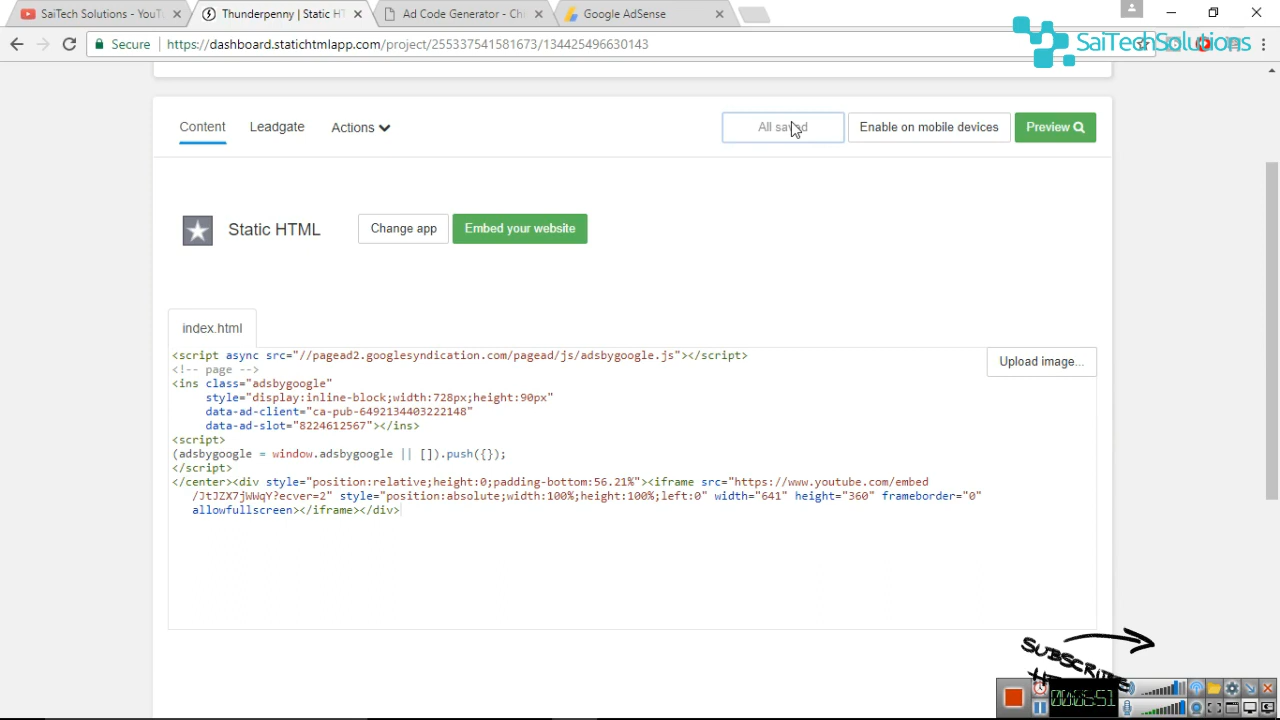 SaiTech Solutions - YouT
Thunderpenny | Static HT
Ad Code Generator - Chr
Google AdSense
Secure
https://dashboard.statichtmlapp.com/project/255337541581673/134425496630143
SaiTechSolutions
Content
Leadgate
Actions
All saved
Enable on mobile devices
Preview
Static HTML
Change app
Embed your website
index.html
Upload image...
<script async src="//pagead2.googlesyndication.com/pagead/js/adsbygoogle.js"></script>
<!-- page -->
<ins class="adsbygoogle"
style="display:inline-block;width:728px;height:90px"
data-ad-client="ca-pub-6492134403222148"
data-ad-slot="8224612567"></ins>
<script>
(adsbygoogle = window.adsbygoogle || []).push({});
</script>
</center><div style="position:relative;height:0;padding-bottom:56.21%"><iframe src="https://www.youtube.com/embed
/JtJZX7jWWqY?ecver=2" style="position:absolute;width:100%;height:100%;left:0" width="641" height="360" frameborder="0"
allowfullscreen></iframe></div>
SUBSCRIBE
00:06:51